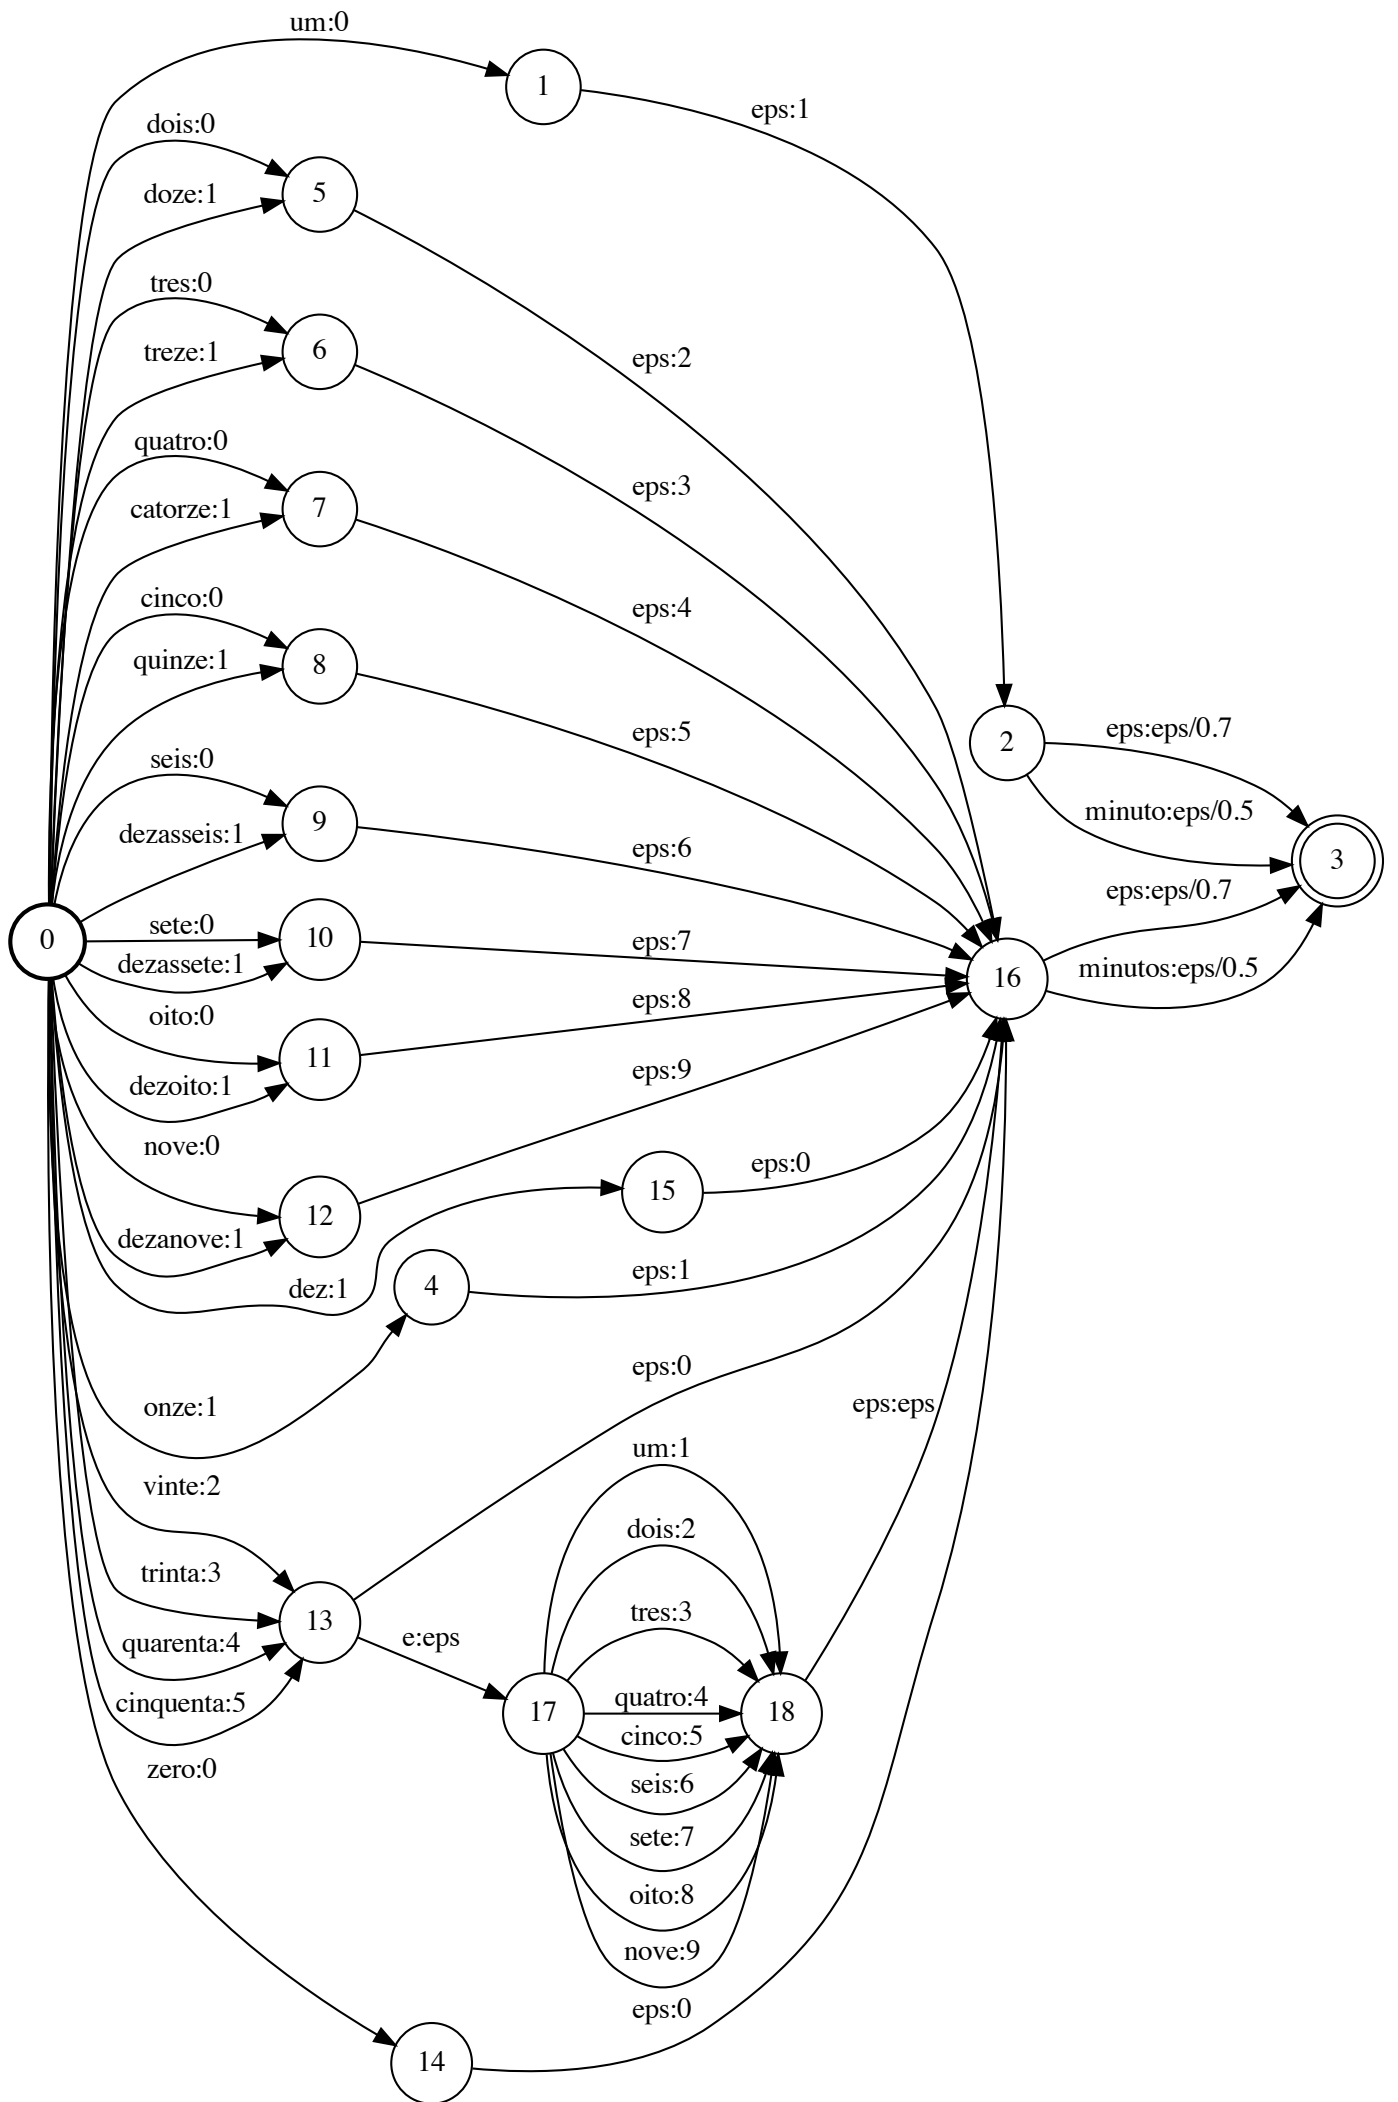 um:0
1
eps:1
dois:0
5
doze:1
tres:0
6
treze:1
eps:2
quatro:0
7
catorze:1
eps:3
cinco:0
8
quinze:1
eps:4
seis:0
9
dezasseis:1
eps:5
2
eps:eps/0.7
minuto:eps/0.5
3
eps:6
eps:eps/0.7
0
sete:0
10
dezassete:1
eps:7
16
minutos:eps/0.5
oito:0
11
dezoito:1
eps:8
nove:0
12
dezanove:1
eps:9
15
eps:0
dez:1
4
eps:1
onze:1
eps:0
eps:eps
vinte:2
trinta:3
13
quarenta:4
cinquenta:5
e:eps
17
um:1
dois:2
tres:3
quatro:4
cinco:5
seis:6
sete:7
oito:8
nove:9
18
zero:0
14
eps:0